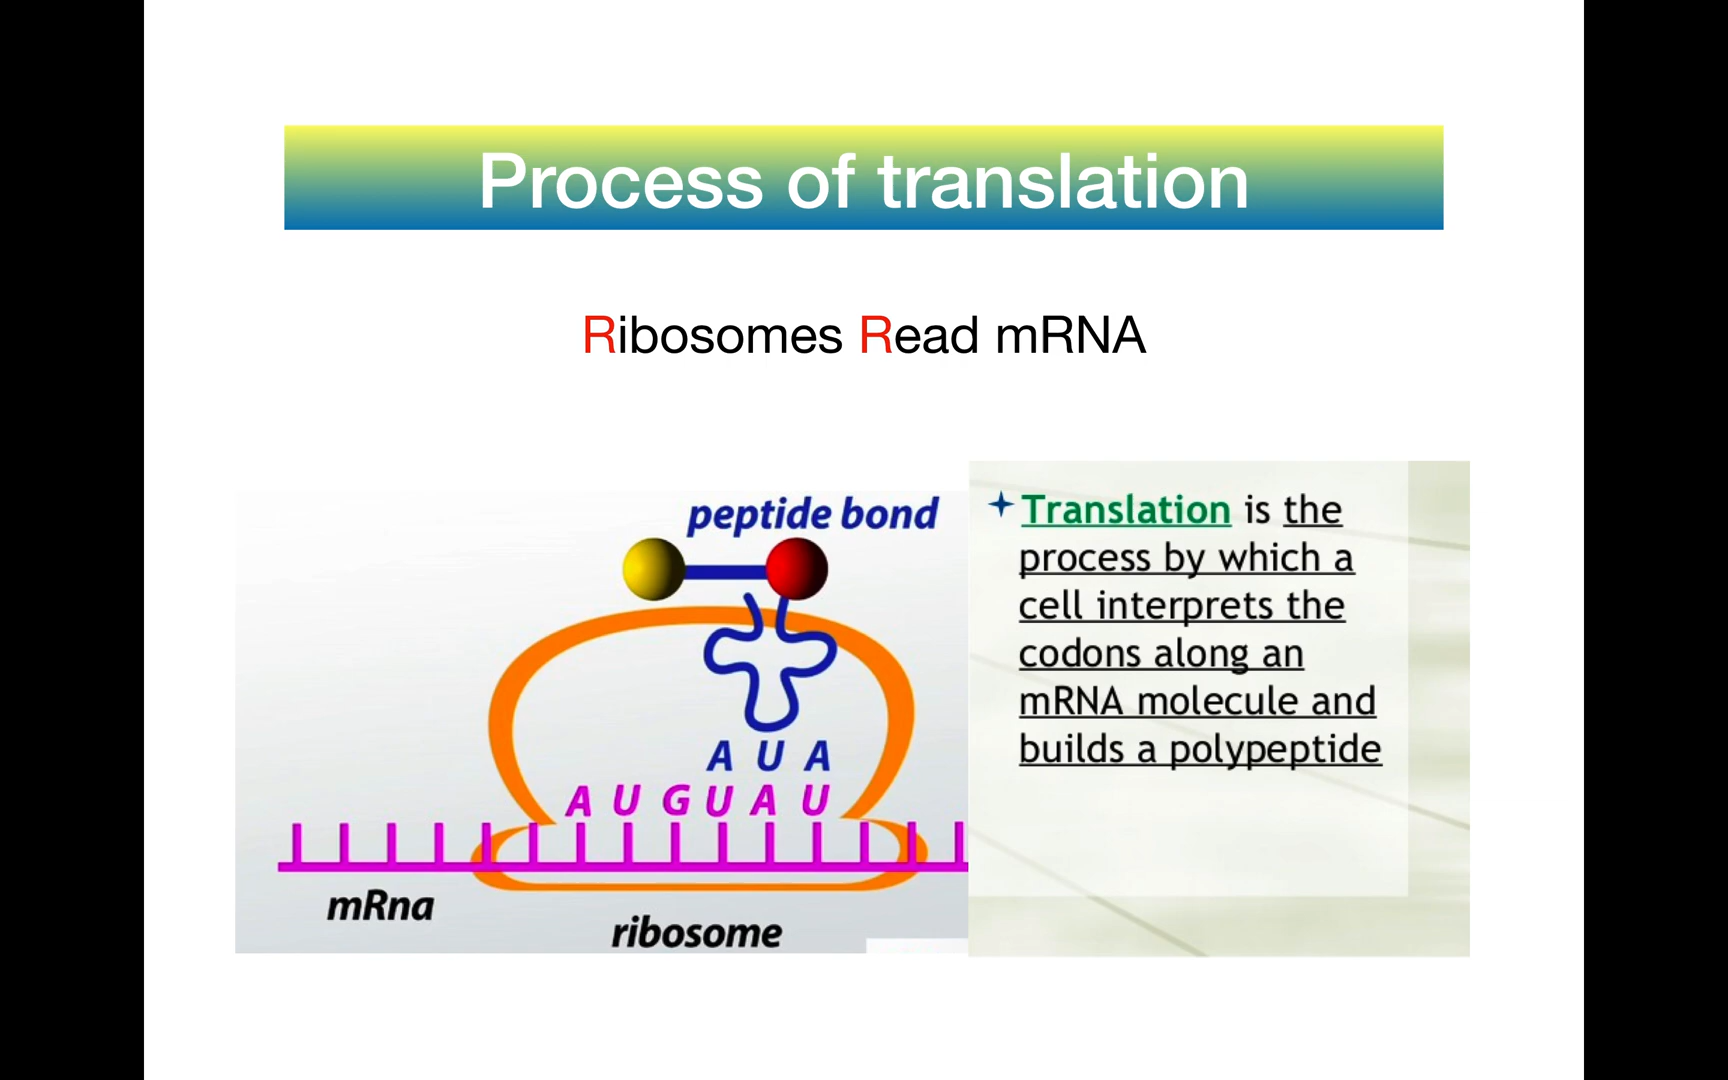 Process of translation
Ribosomes Read mRNA
peptide bond
A U A
A U G U A U
mRna
ribosome
Translation is the
process by which a
cell interprets the
codons along an
mRNA molecule and
builds a polypeptide